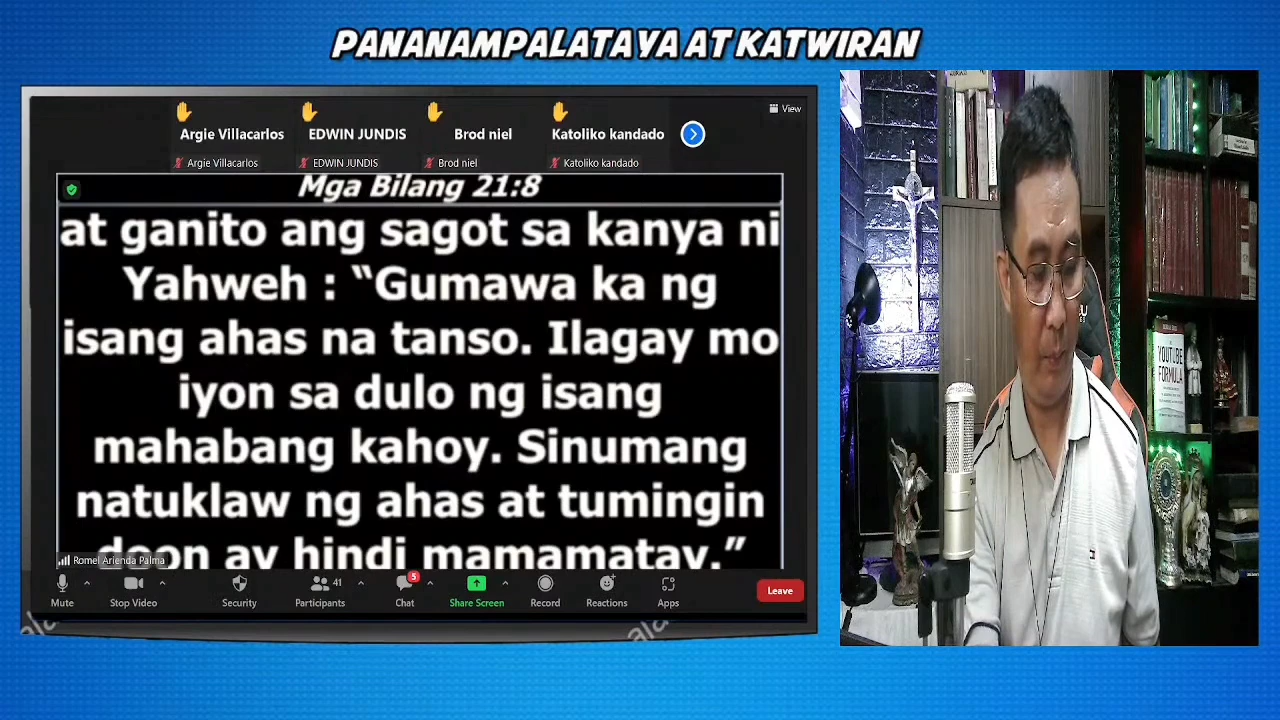 PANANAMPALATAYA AT KATWIRAN
View
Argie Villacarlos
EDWIN JUNDIS
Brod niel
Katoliko kandado
Argie Villacarlos
EDWIN JUNDIS
Brod niel
Katoliko kandado
Mga Bilang 21:8
at ganito ang sagot sa kanya ni
Yahweh : “Gumawa ka ng
isang ahas na tanso. Ilagay mo
iyon sa dulo ng isang
mahabang kahoy. Sinumang
natuklaw ng ahas at tumingin
doon ay hindi mamamatay.”
Romel Arienda Palma
41
5
Mute
Stop Video
Security
Participants
Chat
Share Screen
Record
Reactions
Apps
Leave
YOUTUBE
FORMULA